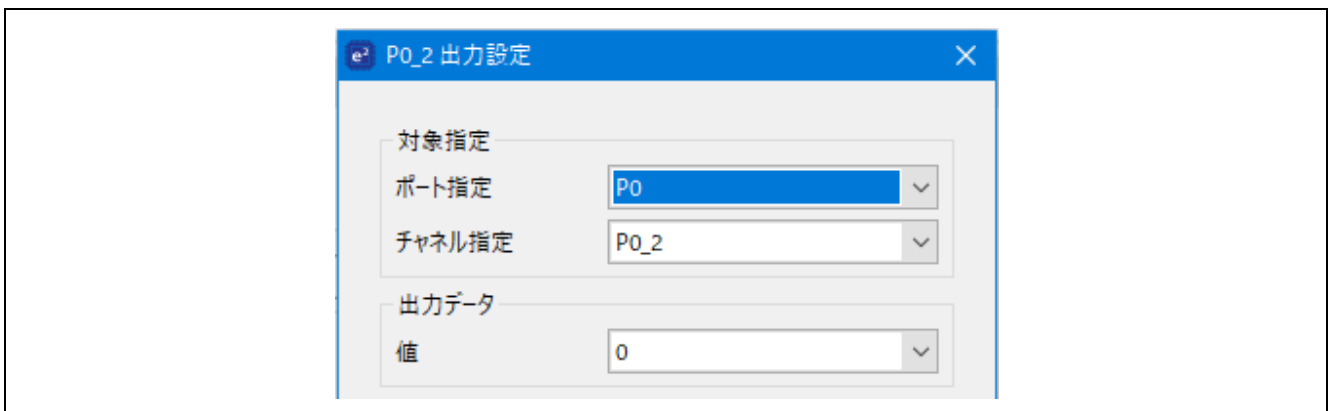 e² P0_2 出力設定
対象指定
ポート指定 P0
チャネル指定 P0_2
出力データ
値 0